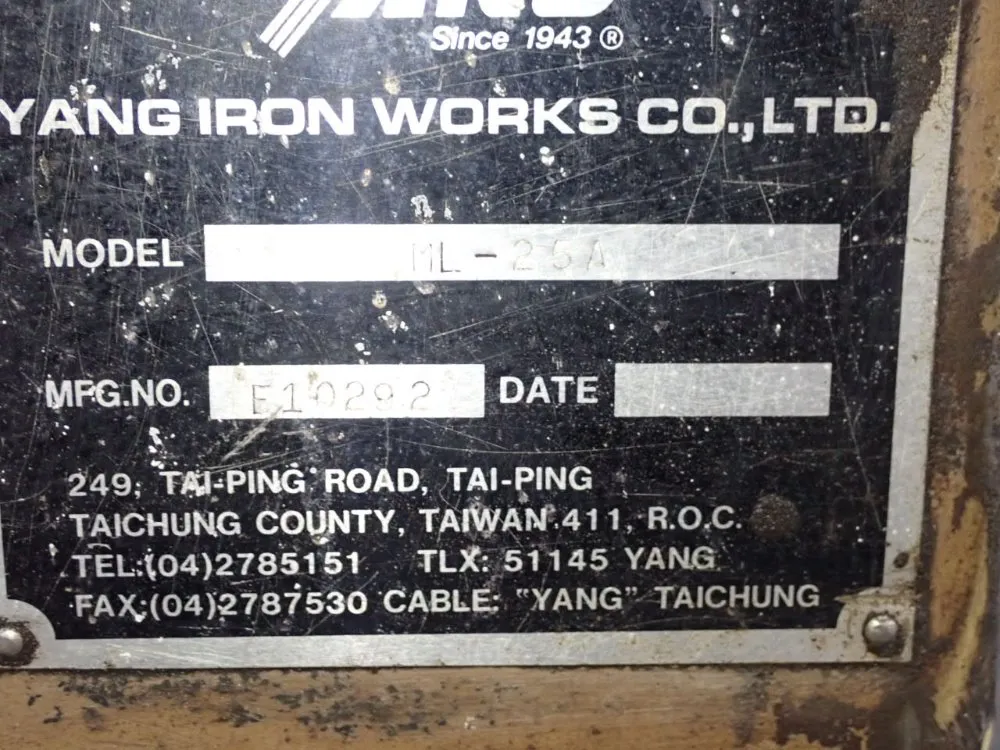 Since 1943 ®
YANG IRON WORKS CO., LTD.
MODEL ML-25A
MFG.NO. E10292 DATE
249, TAI-PING ROAD, TAI-PING
TAICHUNG COUNTY, TAIWAN 411, R.O.C.
TEL:(04)2785151 TLX: 51145 YANG
FAX:(04)2787530 CABLE: "YANG" TAICHUNG